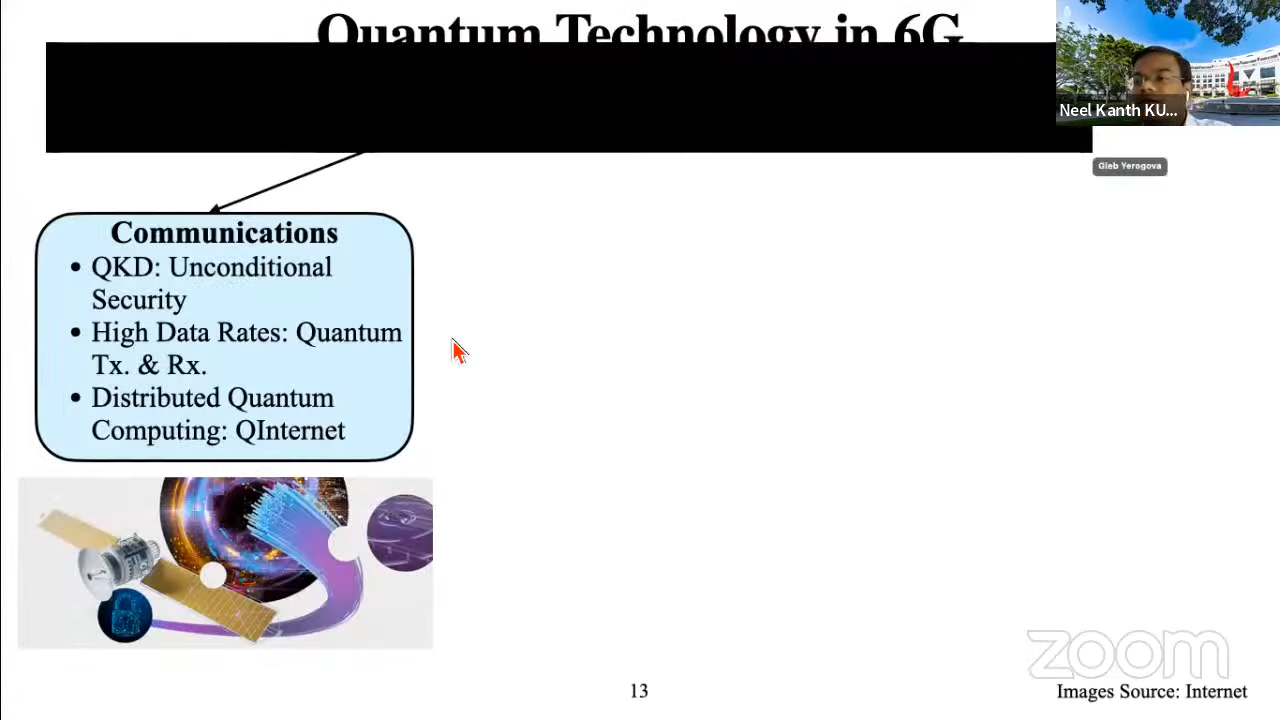 Quantum Technology in 6G
Neel Kanth KU...
Gleb Yerogova
Communications
• QKD: Unconditional
Security
• High Data Rates: Quantum
Tx. & Rx.
• Distributed Quantum
Computing: QInternet
zoom
13
Images Source: Internet